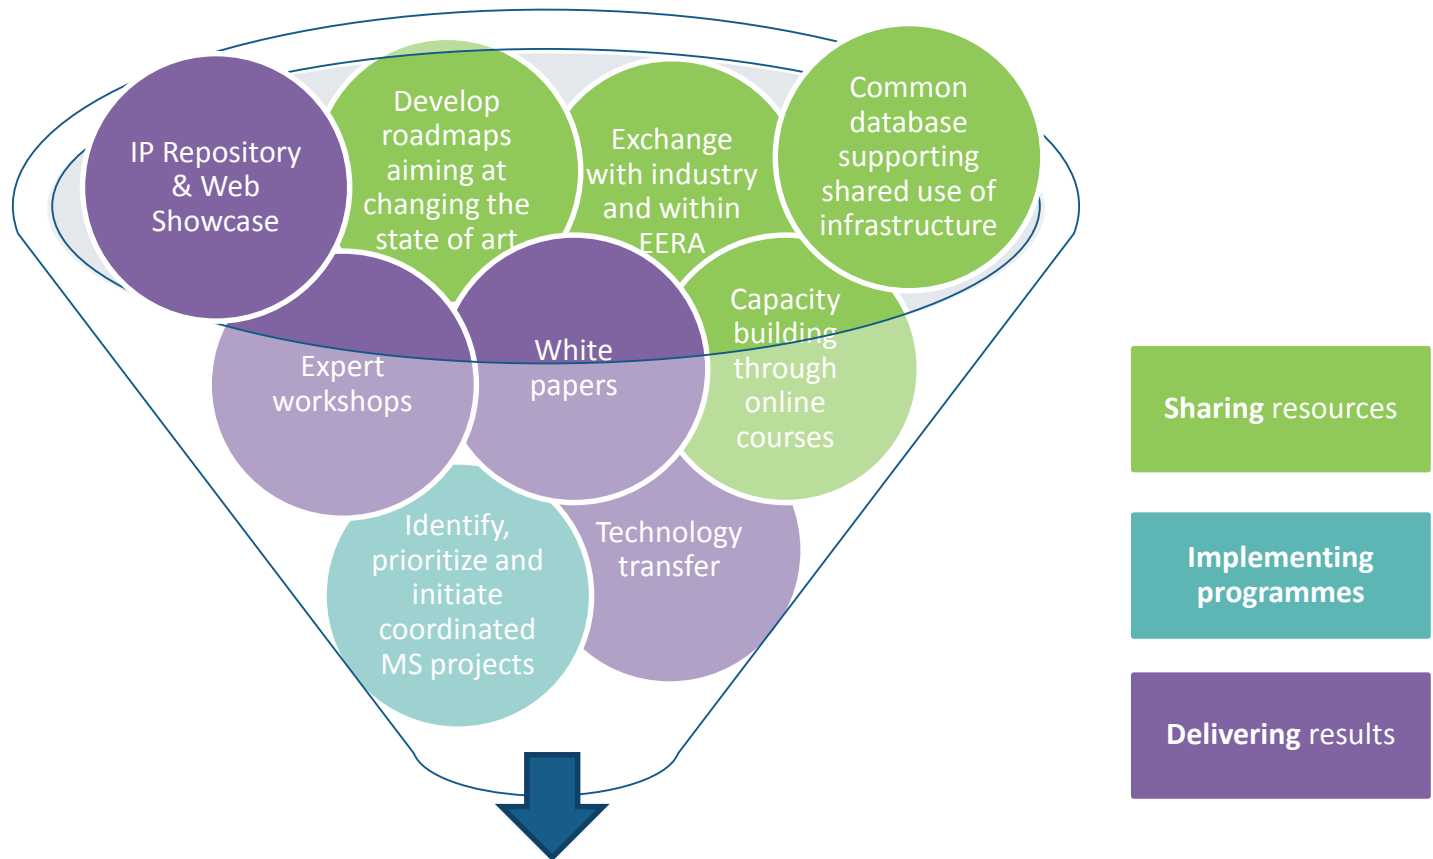 IP Repository
& Web
Showcase
Develop
roadmaps
aiming at
changing the
state of art
Exchange
with industry
and within
EERA
Common
database
supporting
shared use of
infrastructure
Expert
workshops
White
papers
Capacity
building
through
online
courses
Identify,
prioritize and
initiate
coordinated
MS projects
Technology
transfer
Sharing resources
Implementing
programmes
Delivering results